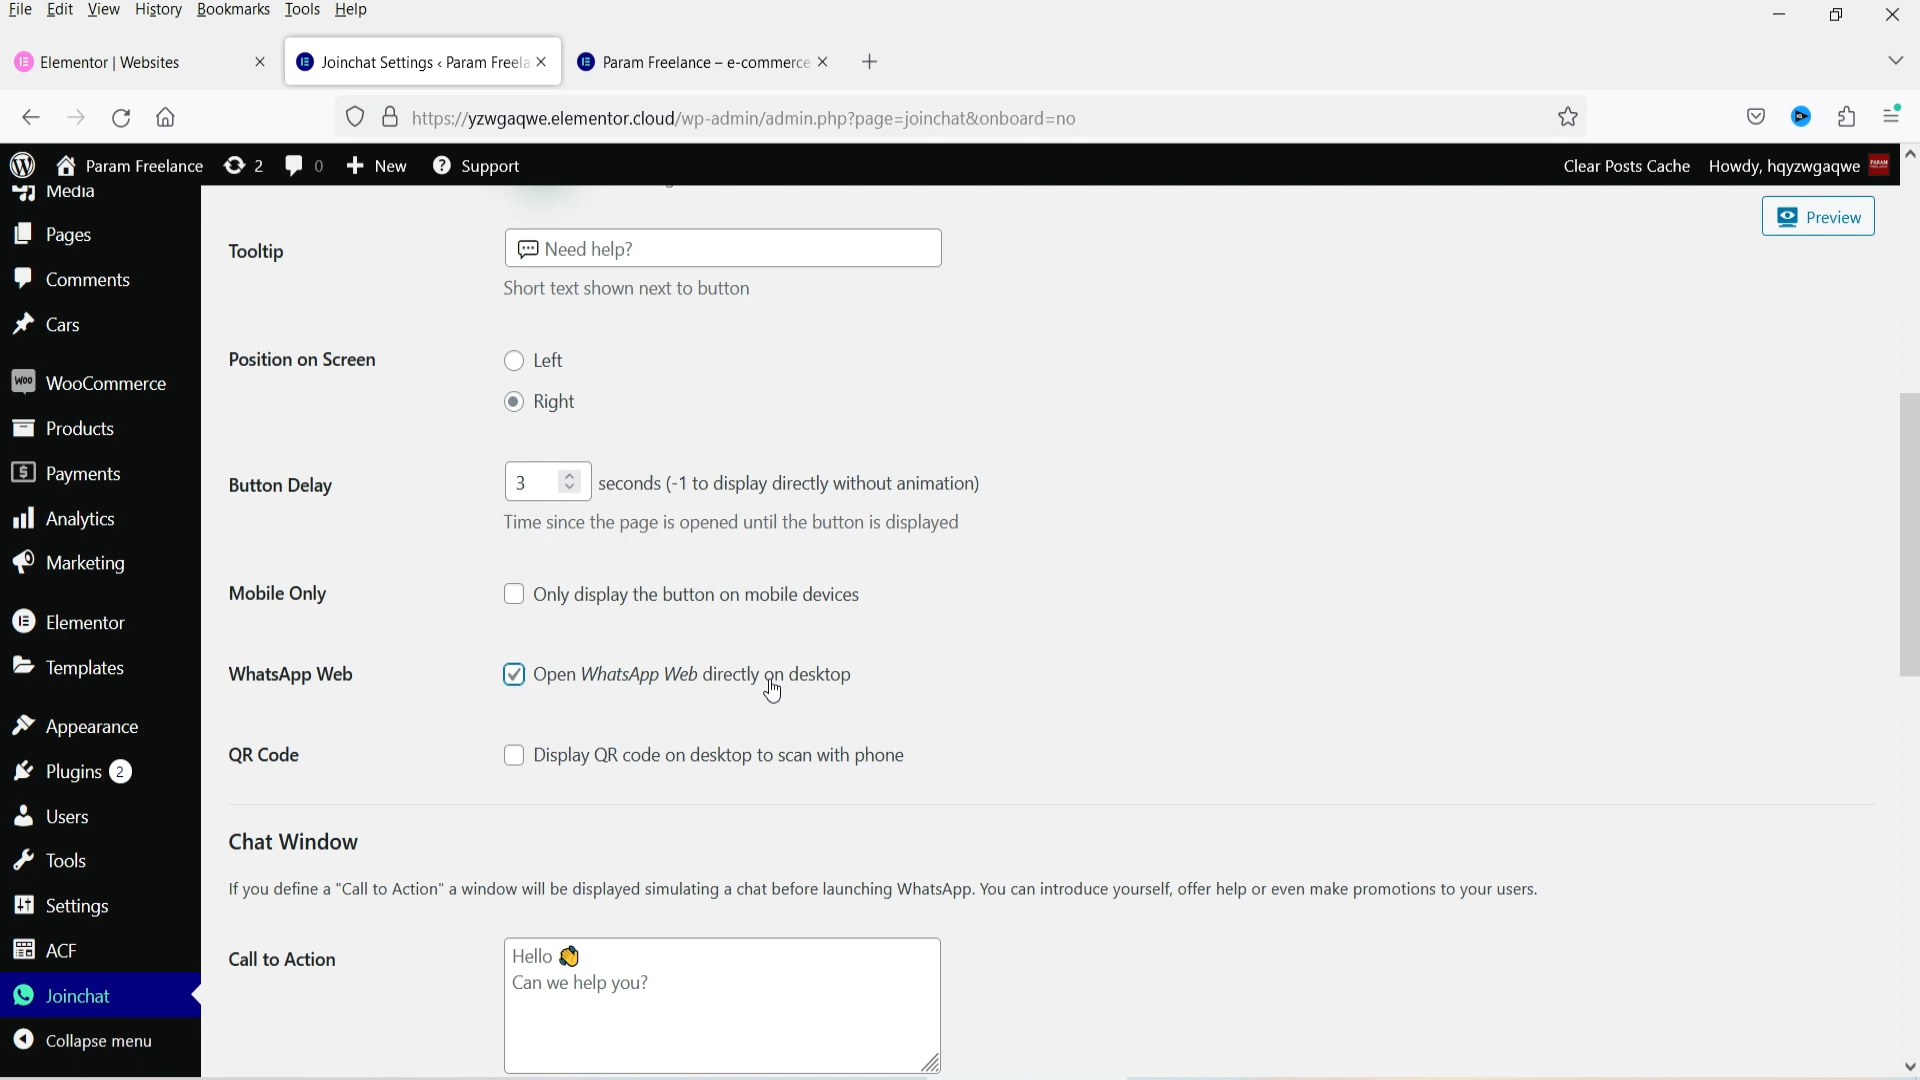 File Edit View History Bookmarks Tools Help
Elementor | Websites
Joinchat Settings ‹ Param Freela
Param Freelance – e-commerce
https://yzwgaqwe.elementor.cloud/wp-admin/admin.php?page=joinchat&onboard=no
Param Freelance 2 0 New Support Clear Posts Cache Howdy, hqyzwgaqwe
Media
Pages
Comments
Cars
WooCommerce
Products
Payments
Analytics
Marketing
Elementor
Templates
Appearance
Plugins 2
Users
Tools
Settings
ACF
Joinchat
Collapse menu
Preview
Tooltip
💬 Need help?
Short text shown next to button
Position on Screen
Left
Right
Button Delay
3 seconds (-1 to display directly without animation)
Time since the page is opened until the button is displayed
Mobile Only
Only display the button on mobile devices
WhatsApp Web
Open WhatsApp Web directly on desktop
QR Code
Display QR code on desktop to scan with phone
Chat Window
If you define a "Call to Action" a window will be displayed simulating a chat before launching WhatsApp. You can introduce yourself, offer help or even make promotions to your users.
Call to Action
Hello 👋
Can we help you?